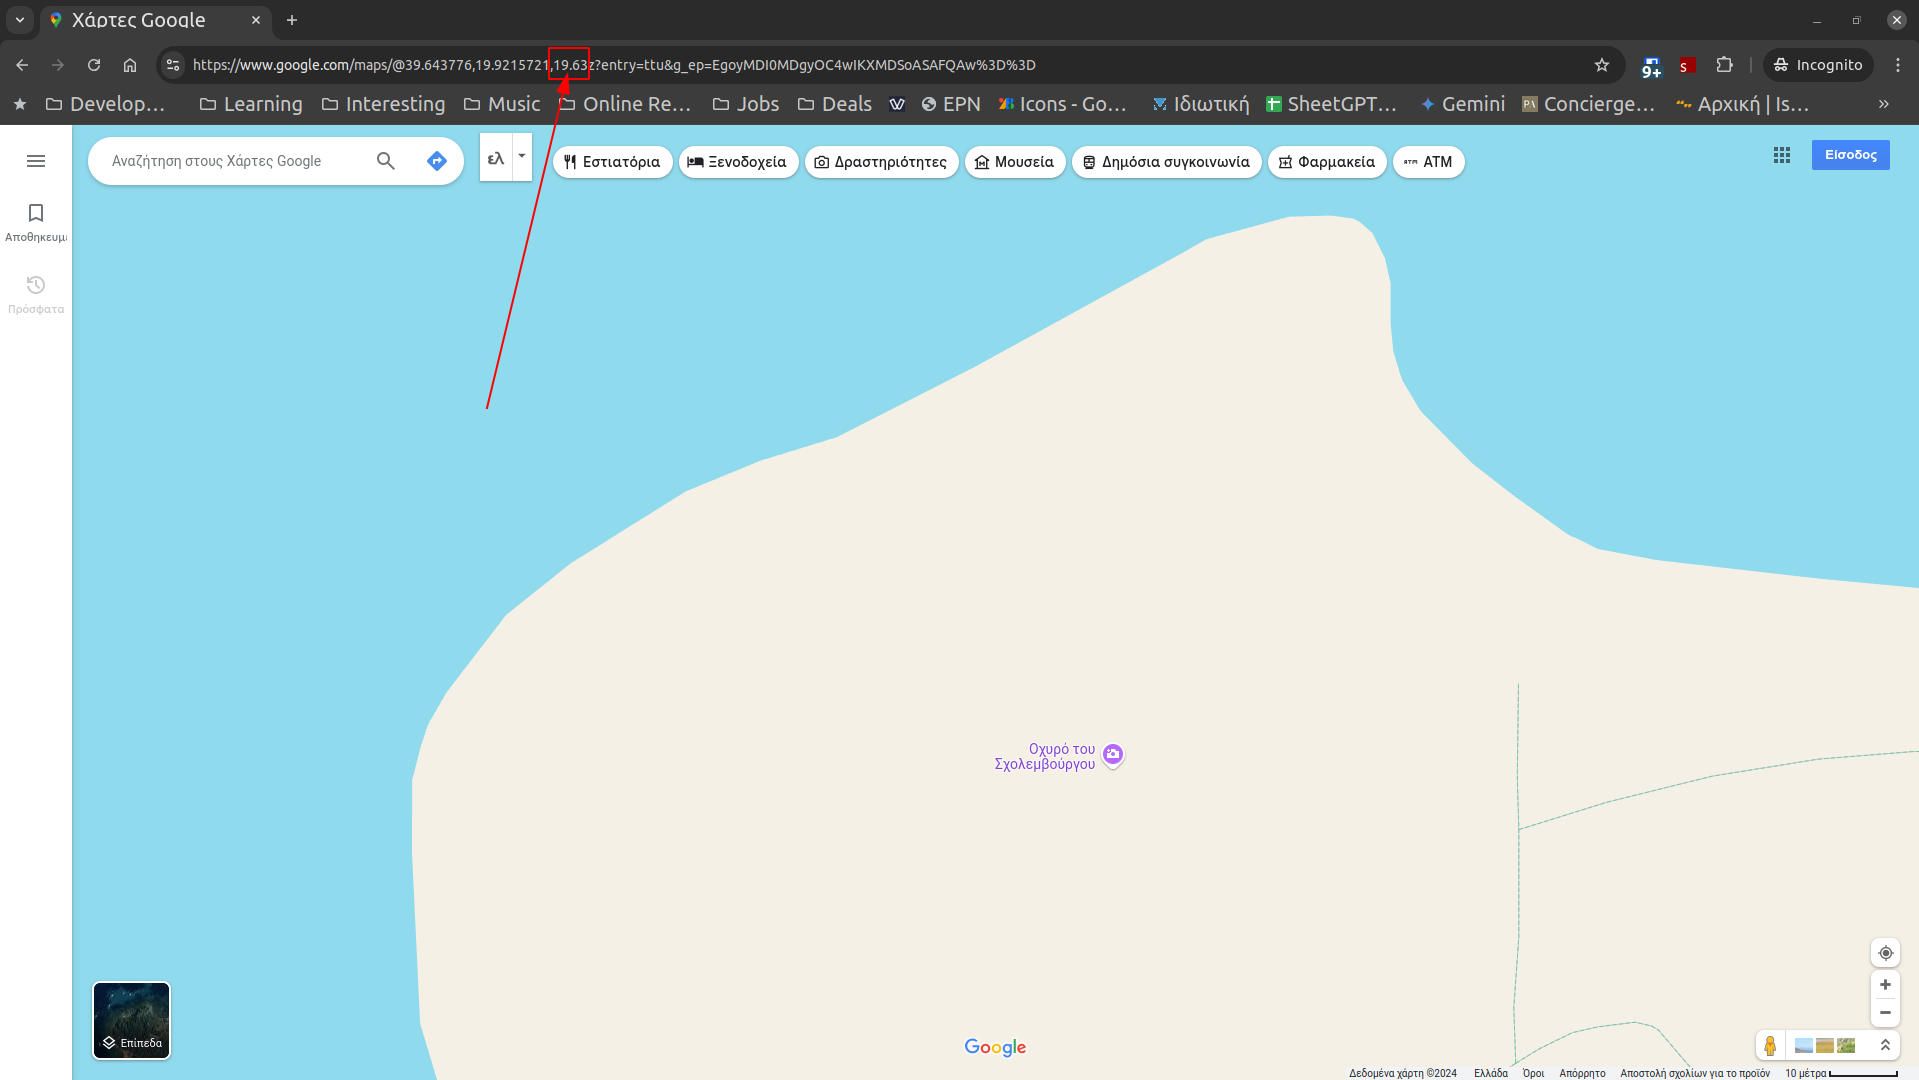 Χάρτες Google
https://www.google.com/maps/@39.643776,19.9215721,19.63z?entry=ttu&g_ep=EgoyMDI0MDgyOC4wIKXMDSoASAFQAw%3D%3D
9+
S
Incognito
Develop...
Learning
Interesting
Music
Online Re...
Jobs
Deals
EPN
Icons - Go...
Ιδιωτική
SheetGPT...
Gemini
Concierge...
Αρχική | Is...
Αναζήτηση στους Χάρτες Google
ελ
Εστιατόρια
Ξενοδοχεία
Δραστηριότητες
Μουσεία
Δημόσια συγκοινωνία
Φαρμακεία
ATM
Είσοδος
Αποθηκευμ
Πρόσφατα
Οχυρό του
Σχολεμβούργου
Επίπεδα
Google
Δεδομένα χάρτη ©2024
Ελλάδα
Όροι
Απόρρητο
Αποστολή σχολίων για το προϊόν
10 μέτρα